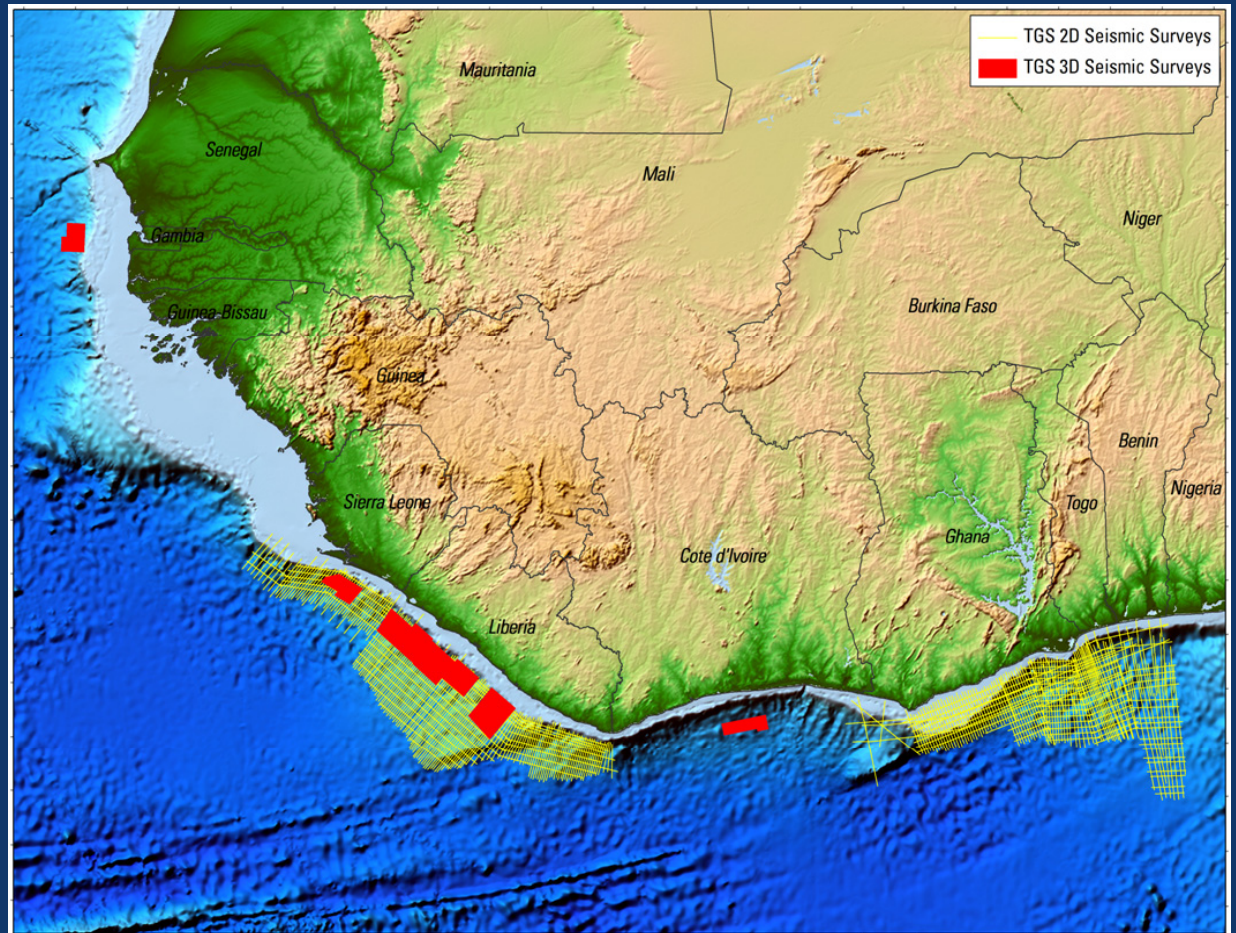 TGS 2D Seismic Surveys
TGS 3D Seismic Surveys
Mauritania
Senegal
Mali
Niger
Gambia
Guinea-Bissau
Burkina Faso
Guinea
Benin
Nigeria
Sierra Leone
Togo
Ghana
Cote d'Ivoire
Liberia